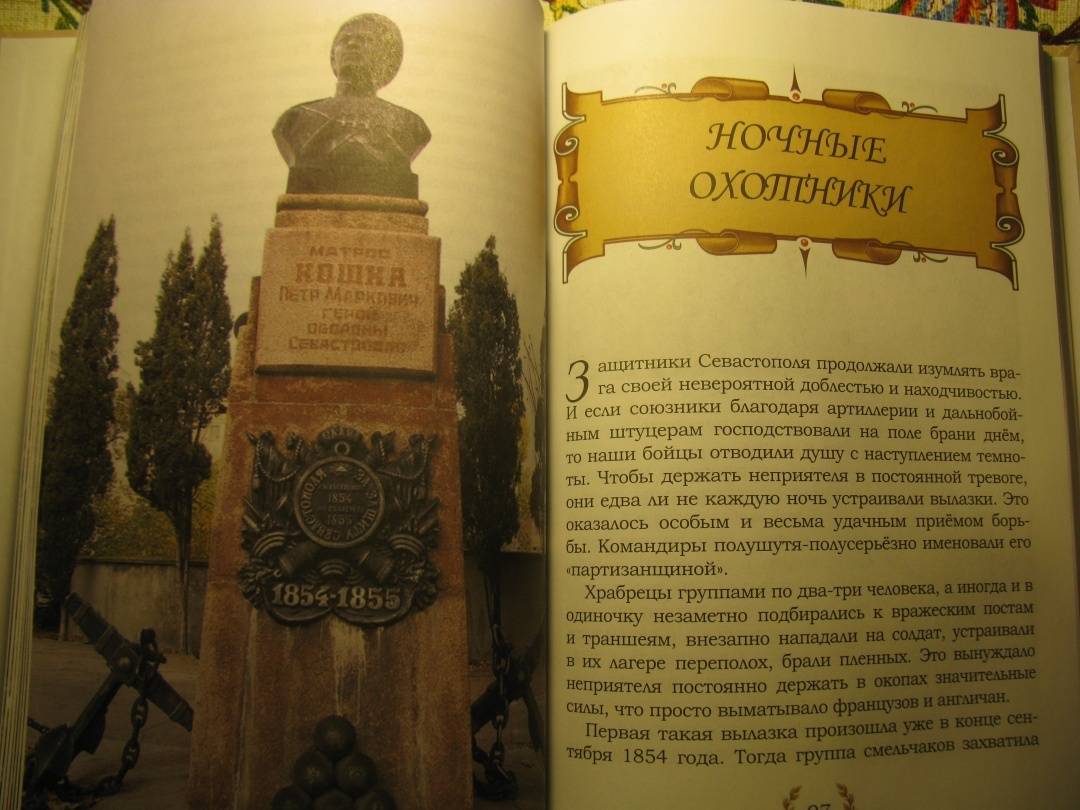 МАТРОС
КОШКА
ПЕТР МАРКОВИЧ
ГЕРОЙ
ОБОРОНЫ
СЕВАСТОПОЛЯ
1854
1855
1854-1855
НОЧНЫЕ
ОХОТНИКИ
Защитники Севастополя продолжали изумлять вра-
га своей невероятной доблестью и находчивостью.
И если союзники благодаря артиллерии и дальнобой-
ным штуцерам господствовали на поле брани днём,
то наши бойцы отводили душу с наступлением темно-
ты. Чтобы держать неприятеля в постоянной тревоге,
они едва ли не каждую ночь устраивали вылазки. Это
оказалось особым и весьма удачным приёмом борь-
бы. Командиры полушутя-полусерьёзно именовали его
«партизанщиной».
Храбрецы группами по два-три человека, а иногда и в
одиночку незаметно подбирались к вражеским постам
и траншеям, внезапно нападали на солдат, устраивали
в их лагере переполох, брали пленных. Это вынуждало
неприятеля постоянно держать в окопах значительные
силы, что просто выматывало французов и англичан.
Первая такая вылазка произошла уже в конце сен-
тября 1854 года. Тогда группа смельчаков захватила